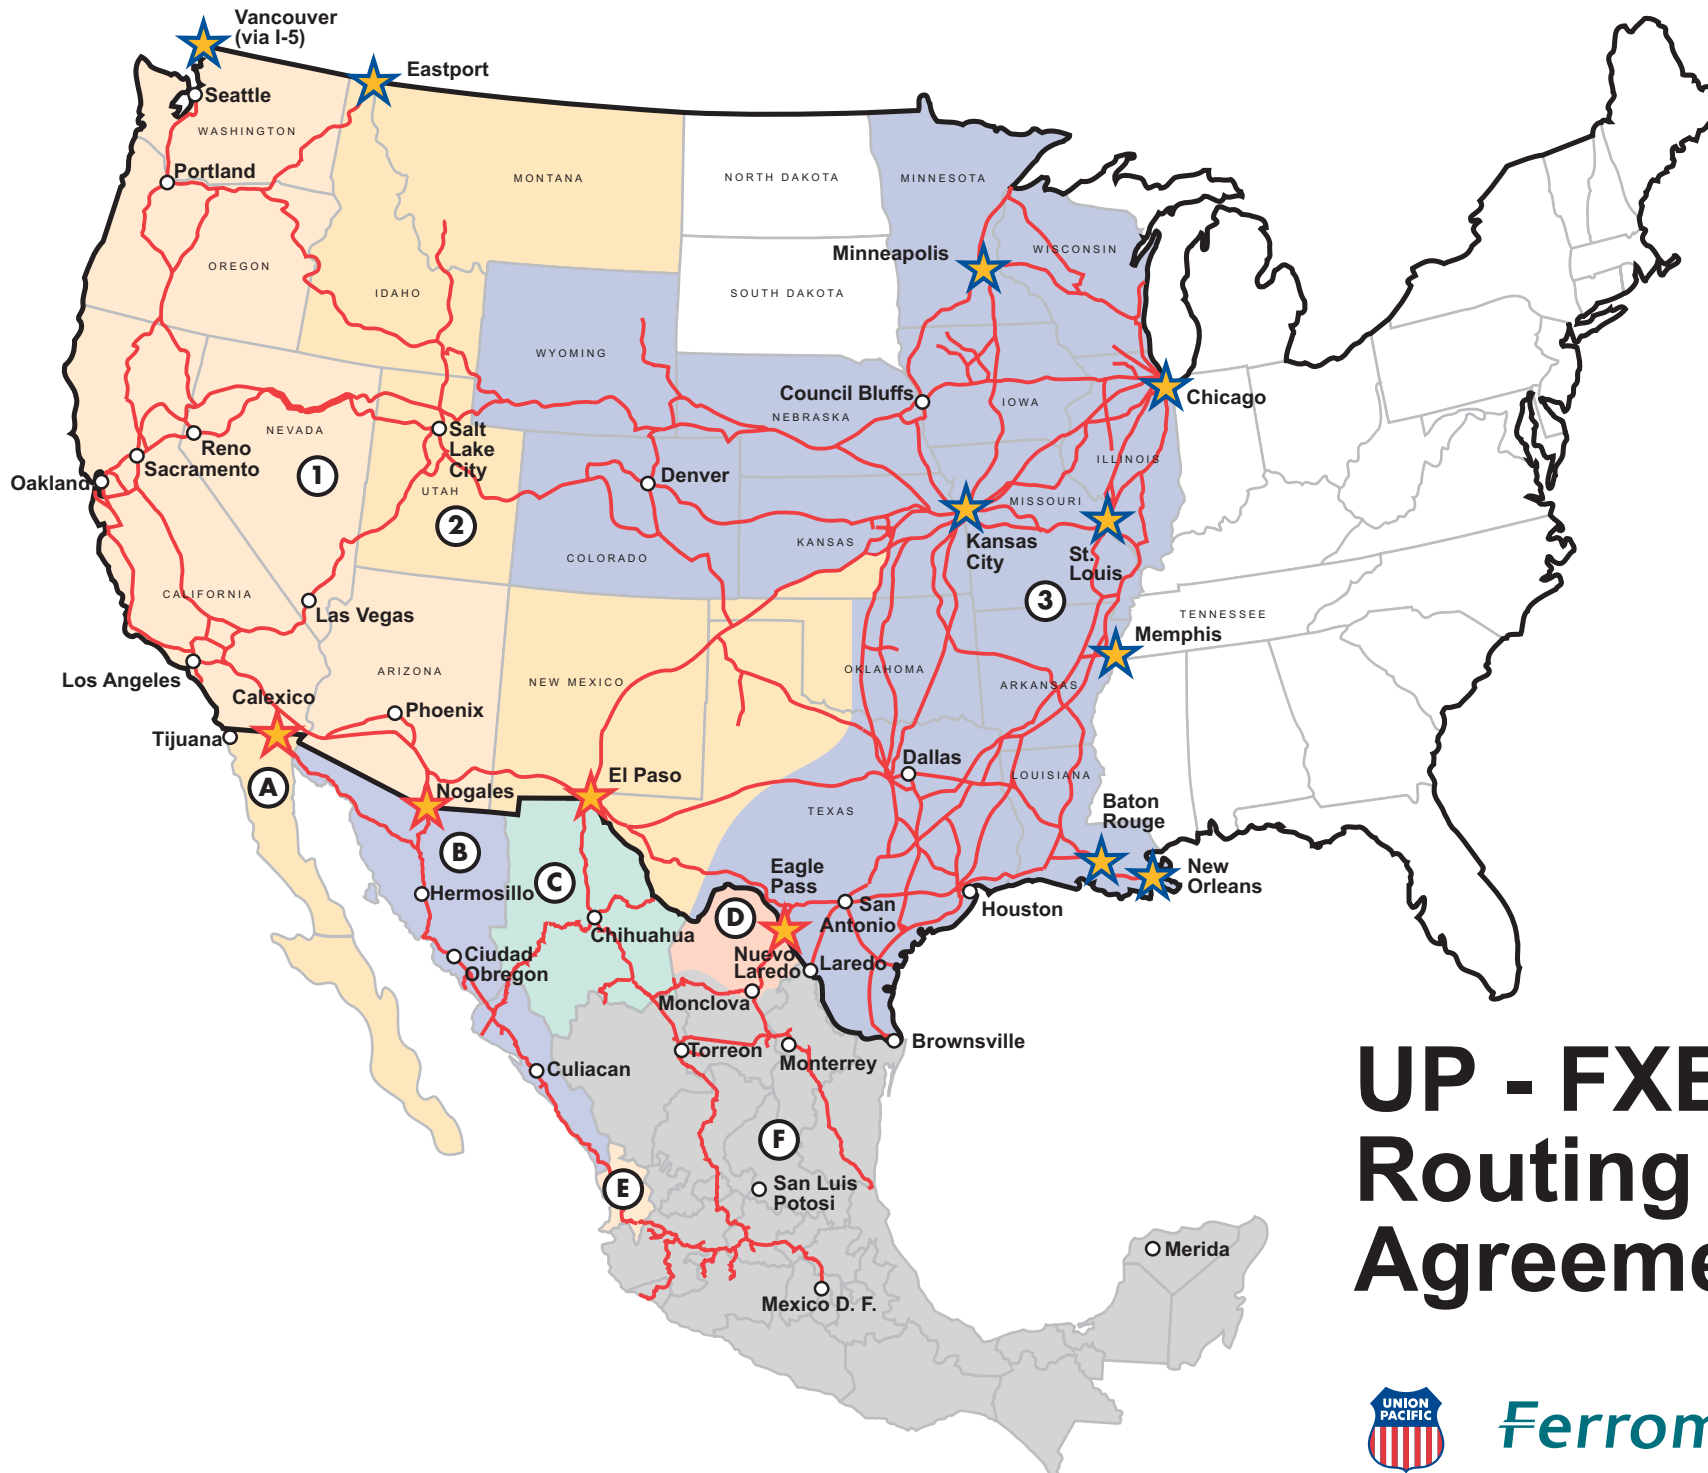 Vancouver
(via I-5)
Eastport
Seattle
WASHINGTON
Portland
MONTANA
NORTH DAKOTA
MINNESOTA
OREGON
IDAHO
SOUTH DAKOTA
Minneapolis
WISCONSIN
WYOMING
Council Bluffs
NEBRASKA
IOWA
Chicago
NEVADA
Reno
Sacramento
Oakland
1
Salt
Lake
City
UTAH
2
Denver
ILLINOIS
MISSOURI
KANSAS
Kansas
City
St.
Louis
COLORADO
3
CALIFORNIA
Las Vegas
TENNESSEE
Memphis
Los Angeles
ARIZONA
NEW MEXICO
OKLAHOMA
ARKANSAS
Calexico
Phoenix
Tijuana
A
Nogales
El Paso
Dallas
LOUISIANA
TEXAS
Baton
Rouge
B
C
Eagle
Pass
New
Orleans
Hermosillo
D
San
Antonio
Houston
Chihuahua
Ciudad
Obregon
Nuevo
Laredo
Laredo
Monclova
Brownsville
Torreon
Monterrey
Culiacan
F
E
San Luis
Potosi
Merida
Mexico D. F.
UP - FXE
Routing
Agreeme
UNION
PACIFIC
Ferrom